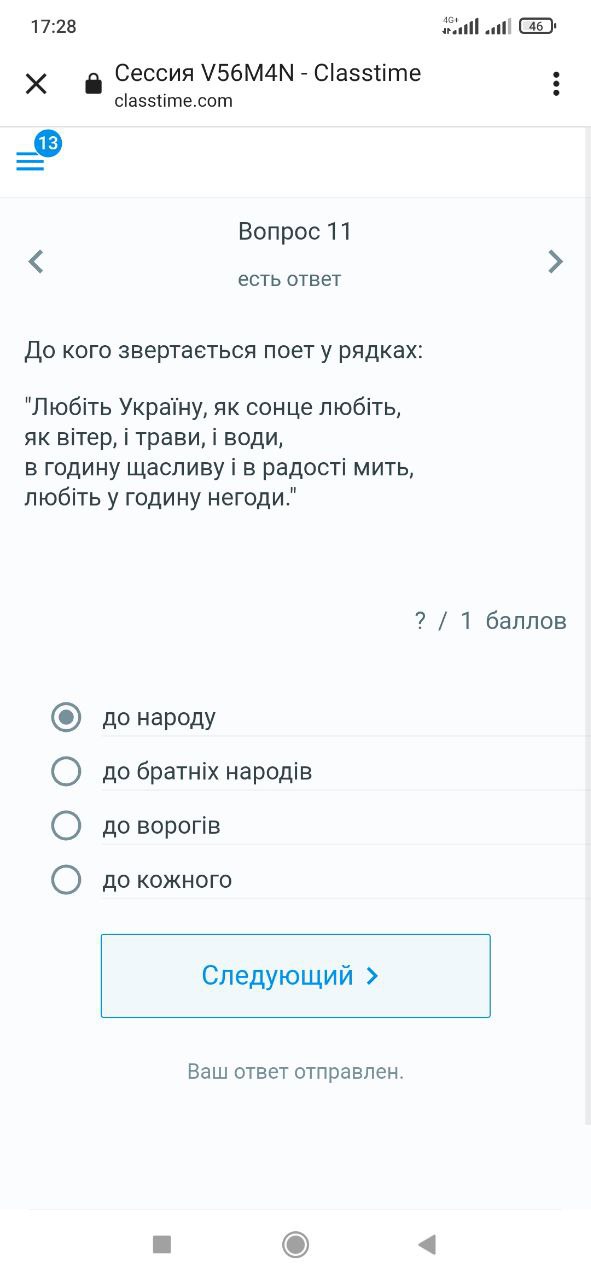 17:28
4G+
46
Сессия V56M4N - Classtime
classtime.com
13
Вопрос 11
есть ответ
До кого звертається поет у рядках:
"Любіть Україну, як сонце любіть,
як вітер, і трави, і води,
в годину щасливу і в радості мить,
любіть у годину негоди."
? / 1 баллов
до народу
до братніх народів
до ворогів
до кожного
Следующий
Ваш ответ отправлен.